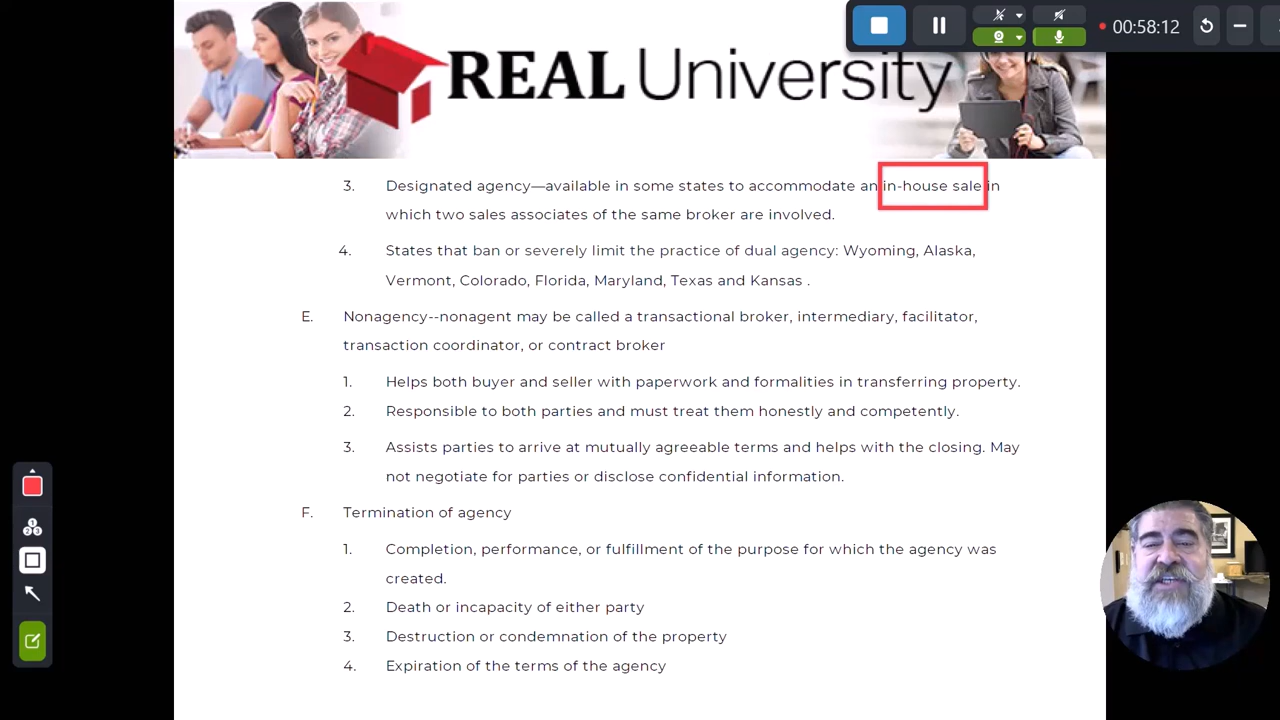 00:58:12
REAL University
3. Designated agency—available in some states to accommodate an in-house sale in
which two sales associates of the same broker are involved.
4. States that ban or severely limit the practice of dual agency: Wyoming, Alaska,
Vermont, Colorado, Florida, Maryland, Texas and Kansas .
E. Nonagency--nonagent may be called a transactional broker, intermediary, facilitator,
transaction coordinator, or contract broker
1. Helps both buyer and seller with paperwork and formalities in transferring property.
2. Responsible to both parties and must treat them honestly and competently.
3. Assists parties to arrive at mutually agreeable terms and helps with the closing. May
not negotiate for parties or disclose confidential information.
F. Termination of agency
1. Completion, performance, or fulfillment of the purpose for which the agency was
created.
2. Death or incapacity of either party
3. Destruction or condemnation of the property
4. Expiration of the terms of the agency